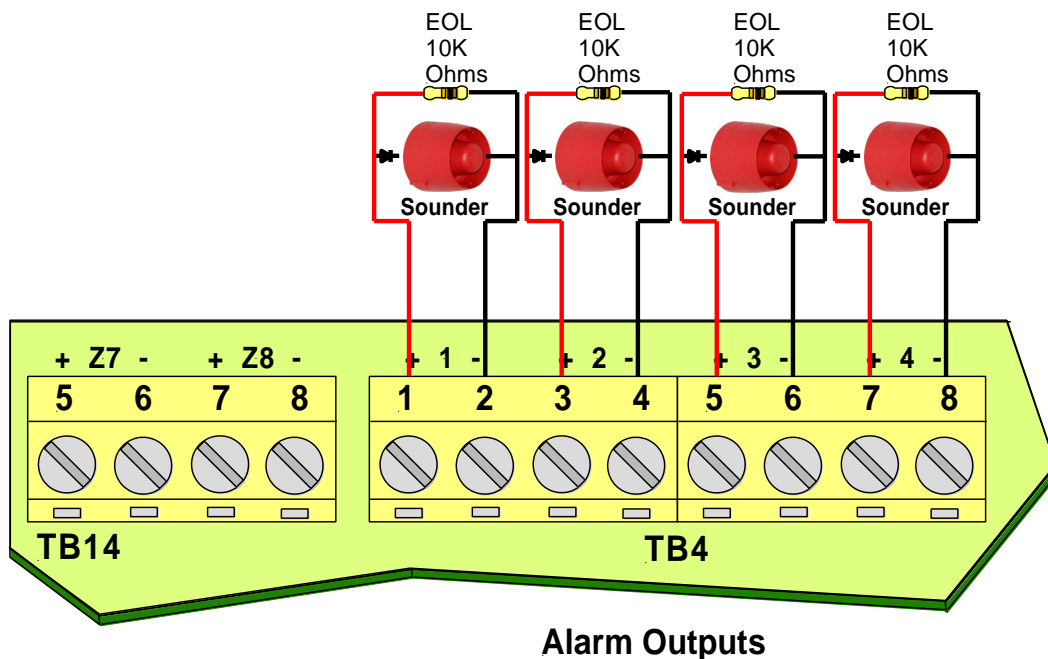 EOL EOL EOL EOL
10K 10K 10K 10K
Ohms Ohms Ohms Ohms
Sounder Sounder Sounder Sounder
+ Z7 - + Z8 - + 1 - + 2 - + 3 - + 4 -
5 6 7 8 1 2 3 4 5 6 7 8
TB14 TB4
Alarm Outputs